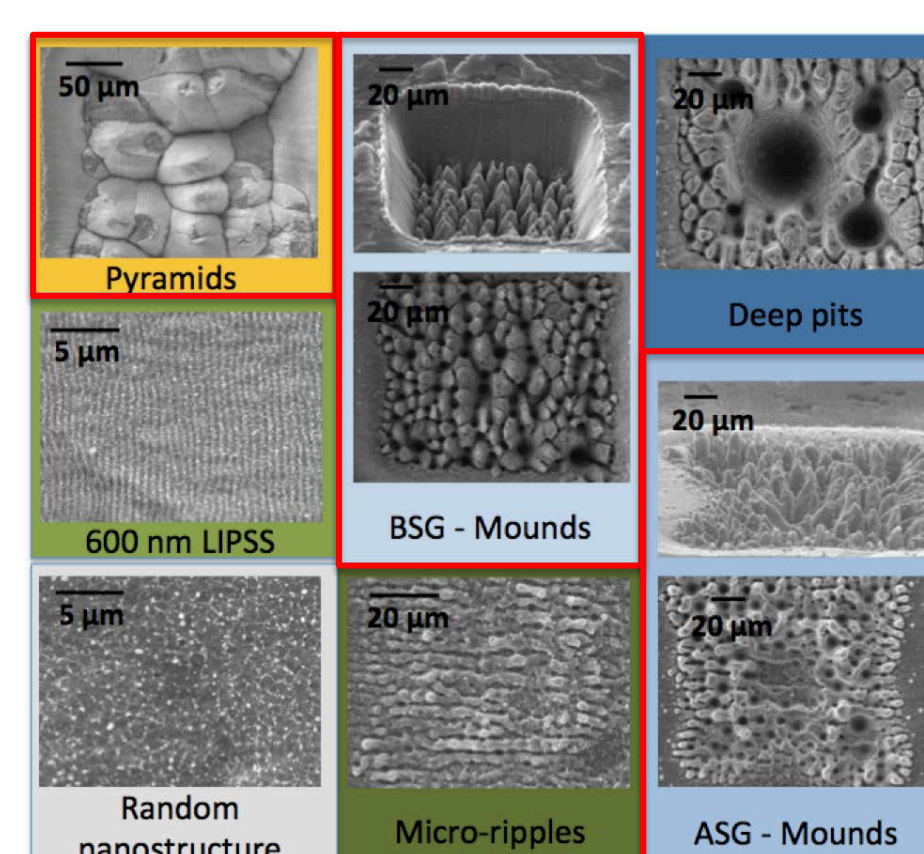 50 µm
Pyramids
20 µm
20 µm
BSG - Mounds
20 µm
Deep pits
5 µm
600 nm LIPSS
20 µm
20 µm
ASG - Mounds
5 µm
Random
nanostructure
20 µm
Micro-ripples